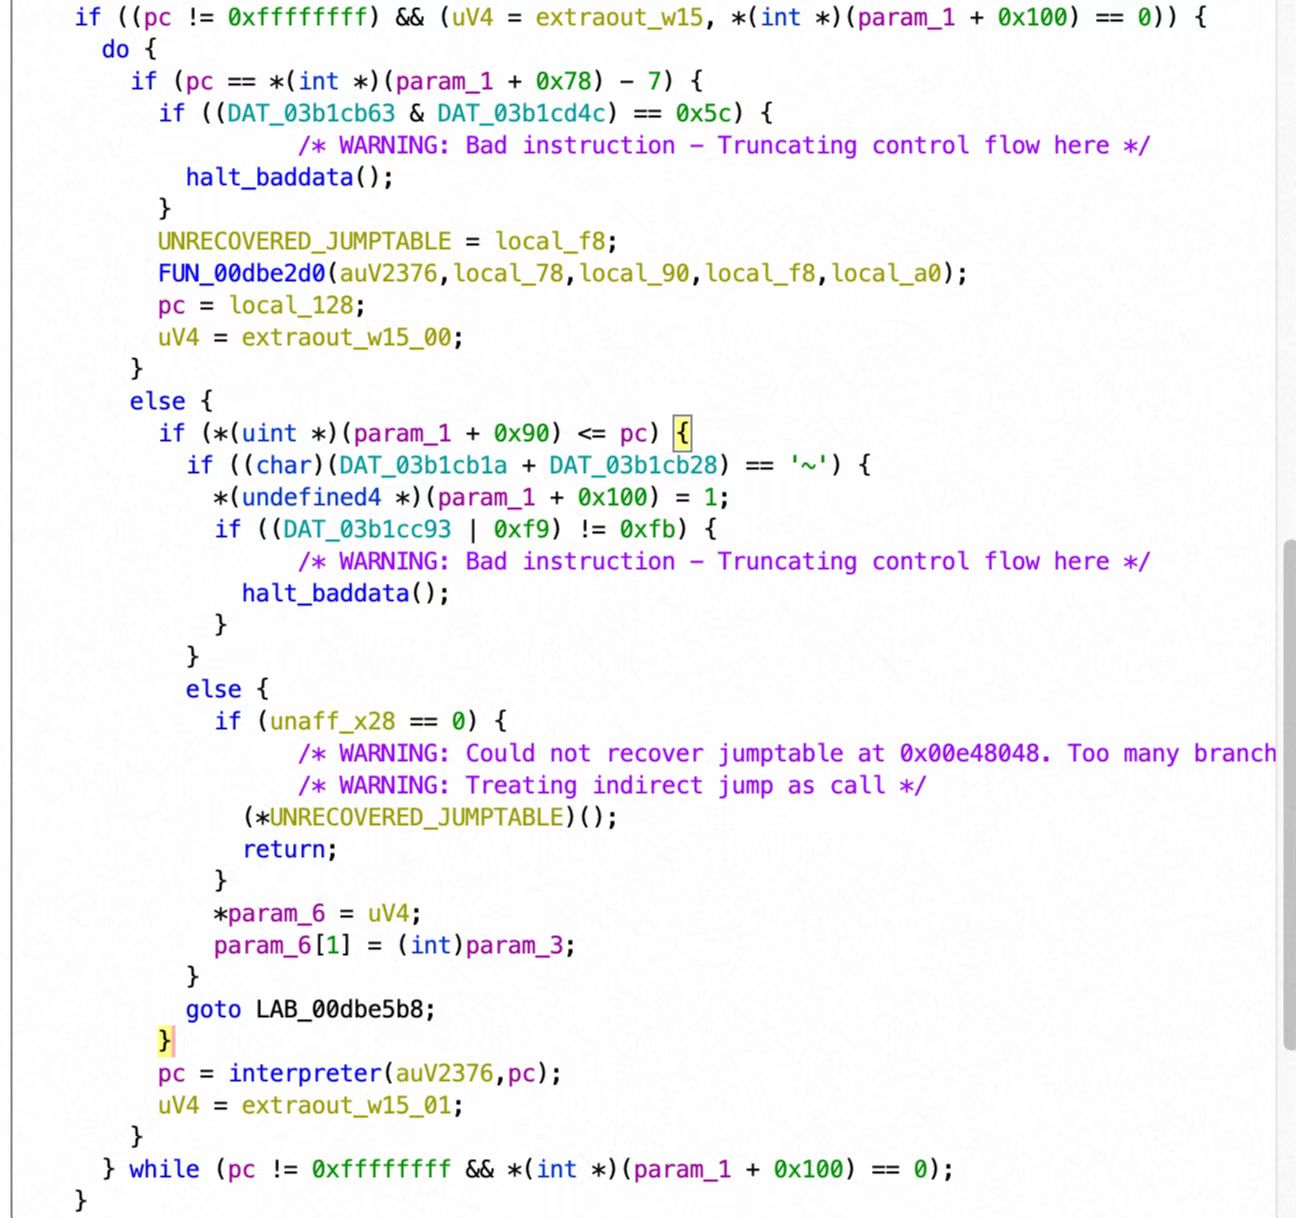 if ((pc != 0xffffffff) && (uV4 = extraout_w15, *(int *)(param_1 + 0x100) == 0)) {
do {
if (pc == *(int *)(param_1 + 0x78) - 7) {
if ((DAT_03b1cb63 & DAT_03b1cd4c) == 0x5c) {
/* WARNING: Bad instruction - Truncating control flow here */
halt_baddata();
}
UNRECOVERED_JUMPTABLE = local_f8;
FUN_00dbe2d0(auV2376,local_78,local_90,local_f8,local_a0);
pc = local_128;
uV4 = extraout_w15_00;
}
else {
if (*(uint *)(param_1 + 0x90) <= pc) {
if ((char)(DAT_03b1cb1a + DAT_03b1cb28) == '~') {
*(undefined4 *)(param_1 + 0x100) = 1;
if ((DAT_03b1cc93 | 0xf9) != 0xfb) {
/* WARNING: Bad instruction - Truncating control flow here */
halt_baddata();
}
}
else {
if (unaff_x28 == 0) {
/* WARNING: Could not recover jumptable at 0x00e48048. Too many branch
/* WARNING: Treating indirect jump as call */
(*UNRECOVERED_JUMPTABLE)();
return;
}
*param_6 = uV4;
param_6[1] = (int)param_3;
}
goto LAB_00dbe5b8;
}
pc = interpreter(auV2376,pc);
uV4 = extraout_w15_01;
}
} while (pc != 0xffffffff && *(int *)(param_1 + 0x100) == 0);
}